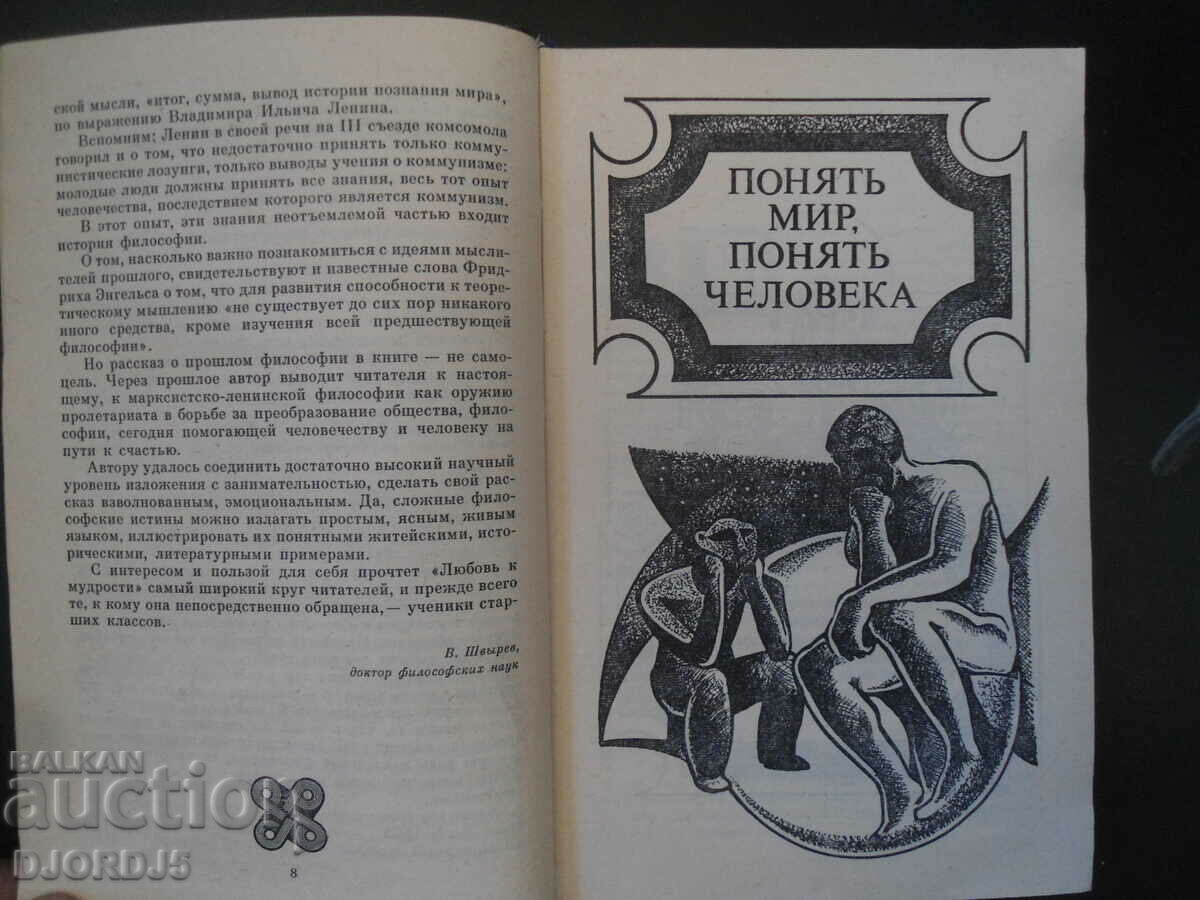 ской мысли, «итог, сумма, вывод истории познания мира»,
по выражению Владимира Ильича Ленина.
Вспомним: Ленин в своей речи на III съезде комсомола
говорил и о том, что недостаточно принять только комму-
нистические лозунги, только выводы учения о коммунизме:
молодые люди должны принять все знания, весь тот опыт
человечества, последствием которого является коммунизм.
В этот опыт, эти знания неотъемлемой частью входит
история философии.
О том, насколько важно познакомиться с идеями мысли-
телей прошлого, свидетельствуют и известные слова Фрид-
риха Энгельса о том, что для развития способности к теоре-
тическому мышлению «не существует до сих пор никакого
иного средства, кроме изучения всей предшествующей
философии».
Но рассказ о прошлом философии в книге — не само-
цель. Через прошлое автор выводит читателя к настоя-
щему, к марксистско-ленинской философии как оружию
пролетариата в борьбе за преобразование общества, фило-
софии, сегодня помогающей человечеству и человеку на
пути к счастью.
Автору удалось соединить достаточно высокий научный
уровень изложения с занимательностью, сделать свой рас-
сказ взволнованным, эмоциональным. Да, сложные фило-
софские истины можно излагать простым, ясным, живым
языком, иллюстрировать их понятными житейскими, исто-
рическими, литературными примерами.
С интересом и пользой для себя прочтет «Любовь к
мудрости» самый широкий круг читателей, и прежде всего
те, к кому она непосредственно обращена,— ученики стар-
ших классов.
В. Швырев,
доктор философских наук
8
ПОНЯТЬ
МИР,
ПОНЯТЬ
ЧЕЛОВЕКА
BALKAN
auction
DJORDJ5